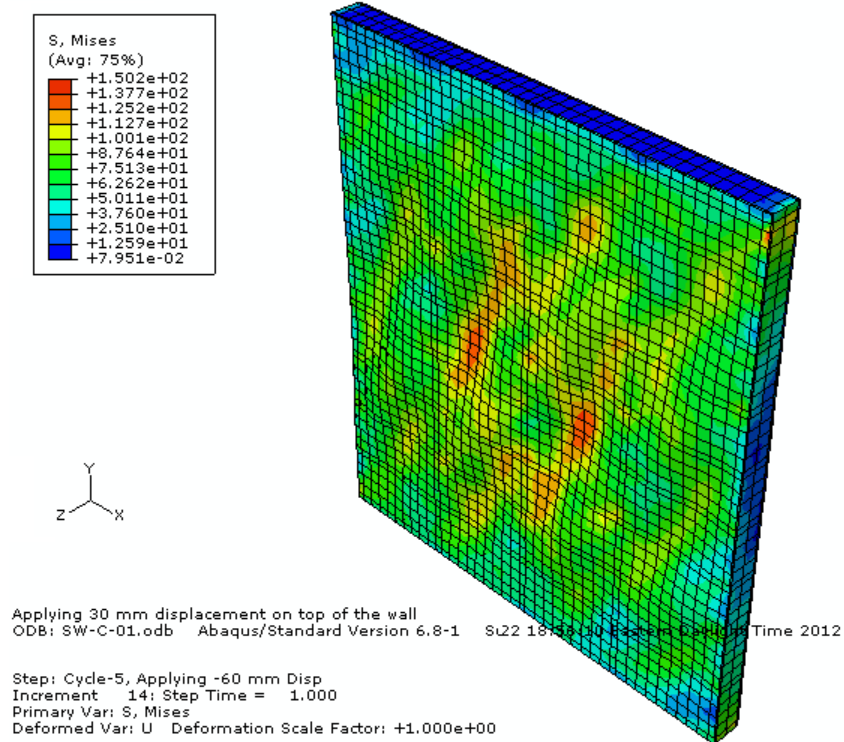 S, Mises
(Avg: 75%)
+1.502e+02
+1.377e+02
+1.252e+02
+1.127e+02
+1.001e+02
+8.764e+01
+7.513e+01
+6.262e+01
+5.011e+01
+3.760e+01
+2.510e+01
+1.259e+01
+7.951e-02
Y
Z
X
Applying 30 mm displacement on top of the wall
ODB: SW-C-01.odb Abaqus/Standard Version 6.8-1 Time 2012
Step: Cycle-5, Applying -60 mm Disp
Increment 14: Step Time = 1.000
Primary Var: S, Mises
Deformed Var: U Deformation Scale Factor: +1.000e+00